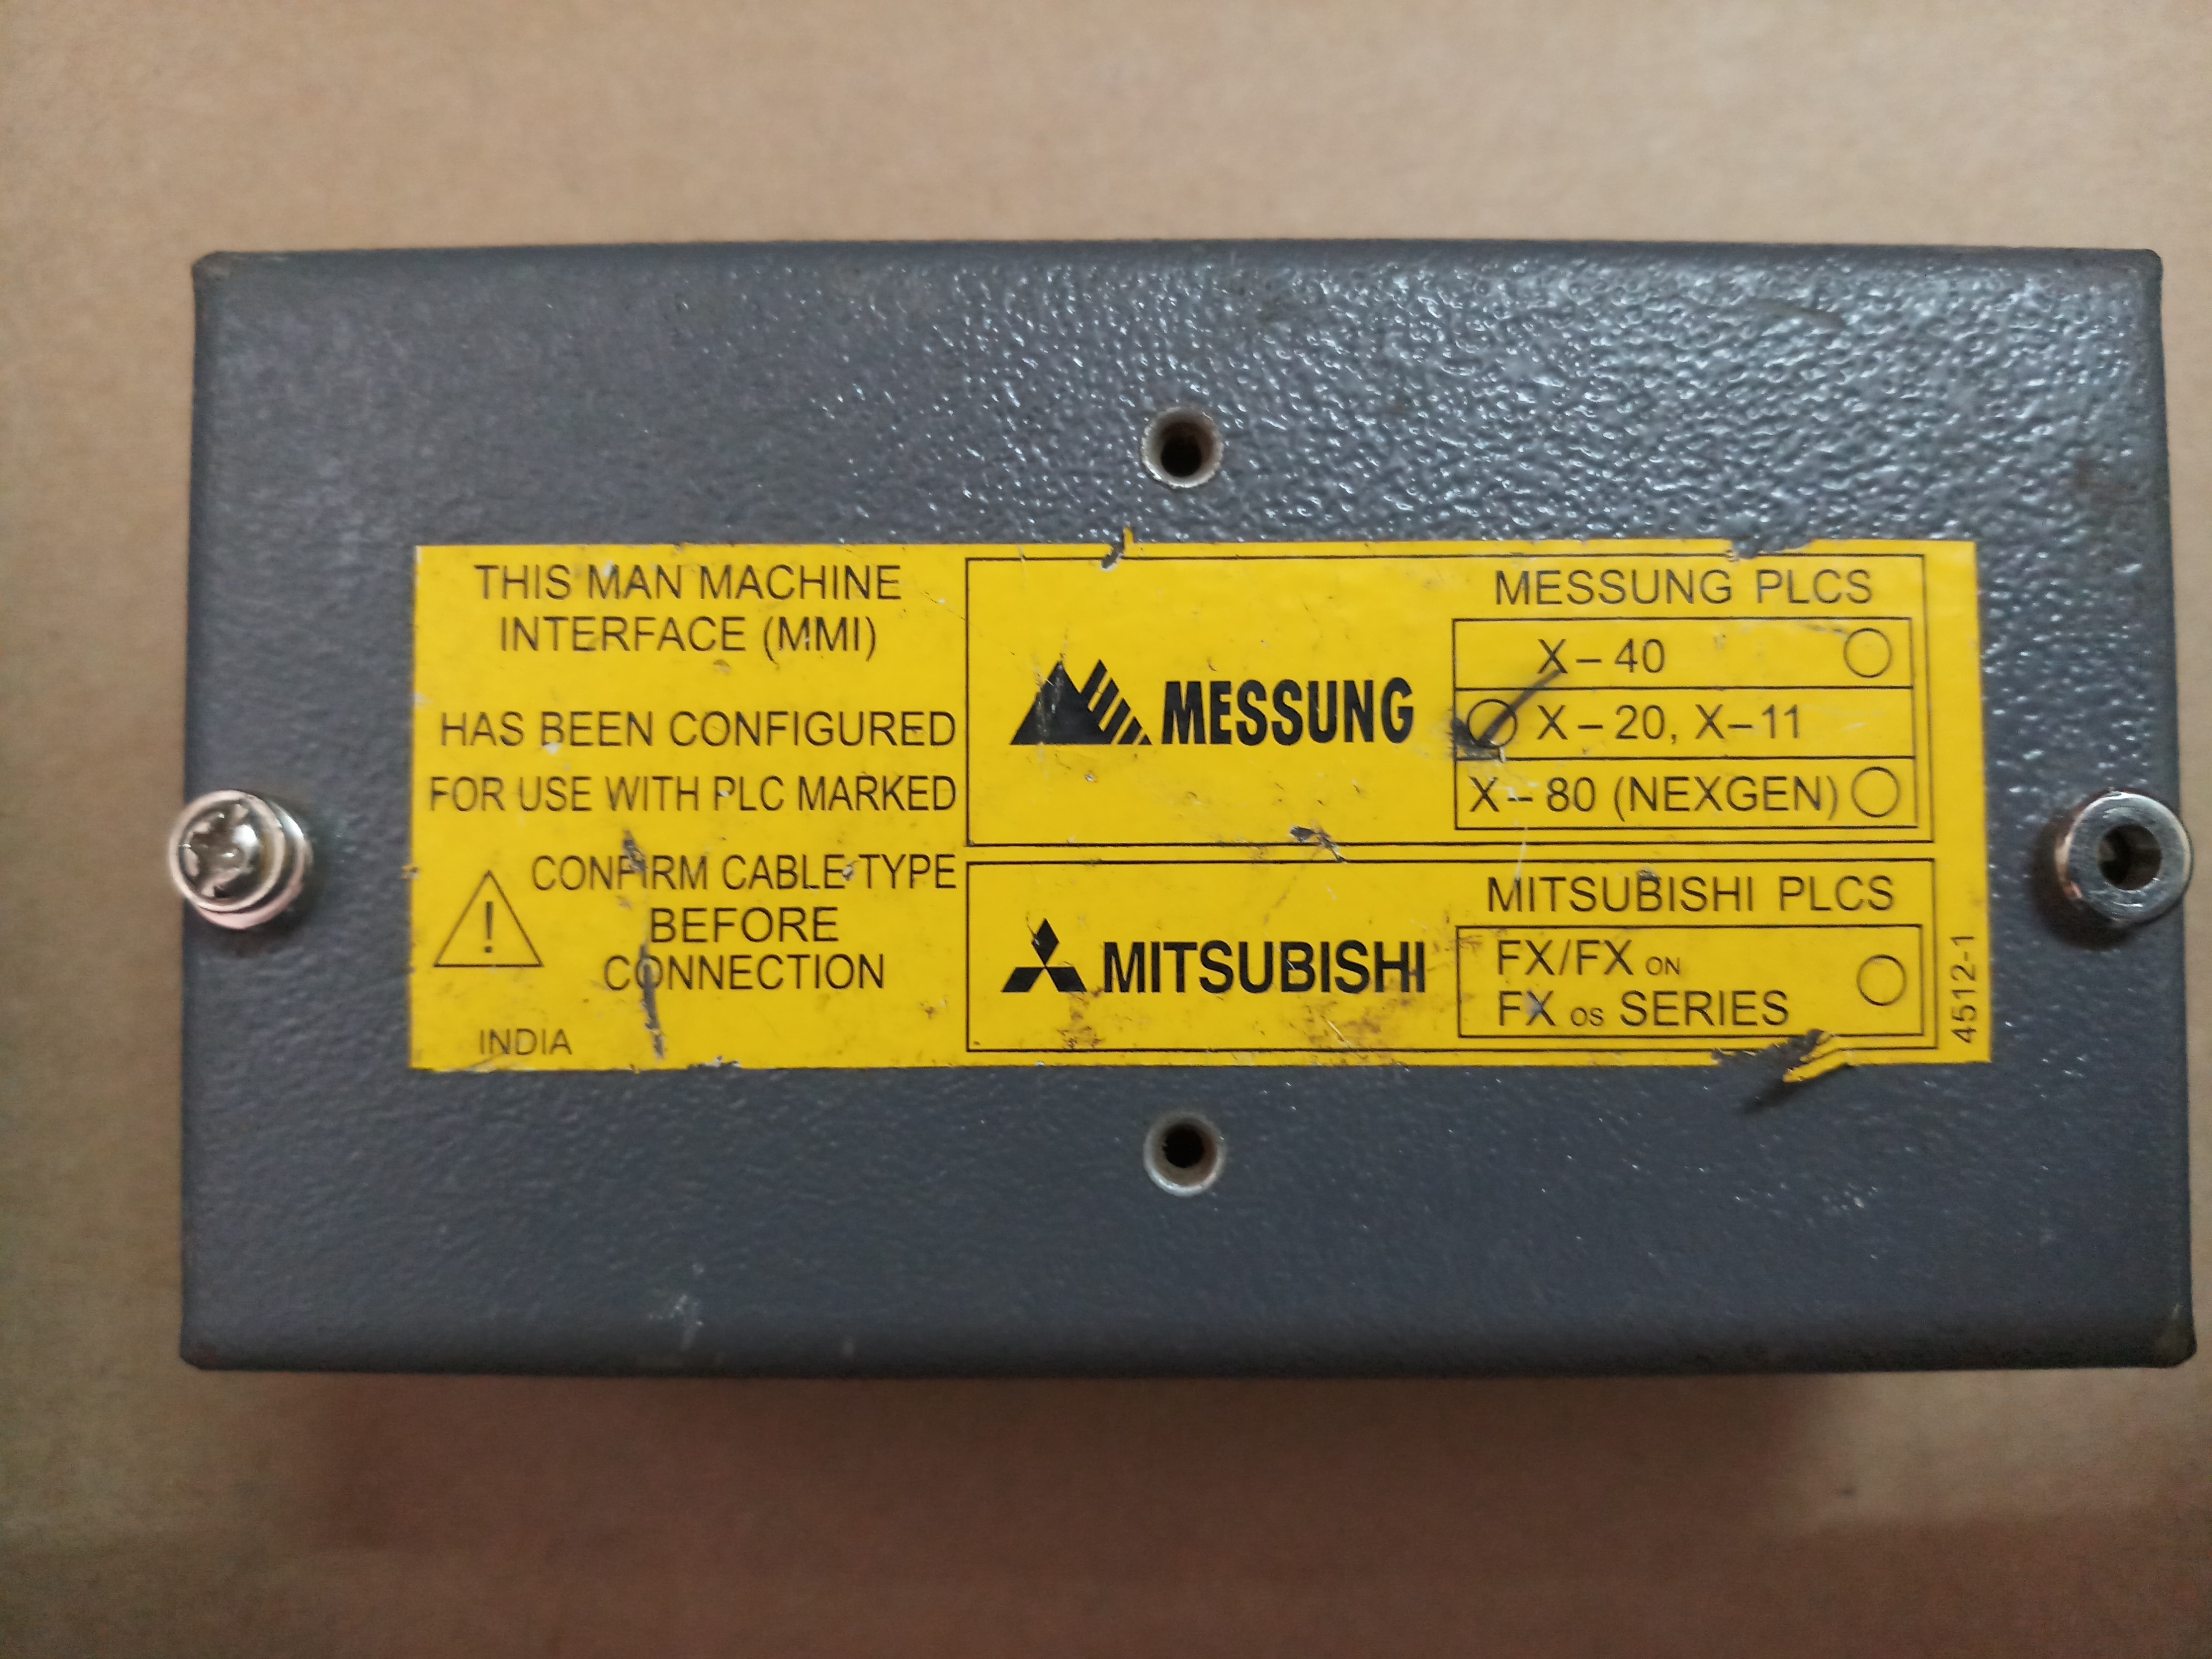 THIS MAN MACHINE
INTERFACE (MMI)
HAS BEEN CONFIGURED
FOR USE WITH PLC MARKED
! CONFIRM CABLE TYPE
BEFORE
CONNECTION
INDIA
MESSUNG
MESSUNG PLCS
X-40
X-20, X-11
X-80 (NEXGEN)
MITSUBISHI
MITSUBISHI PLCS
FX/FX ON
FX OS SERIES
4512-1